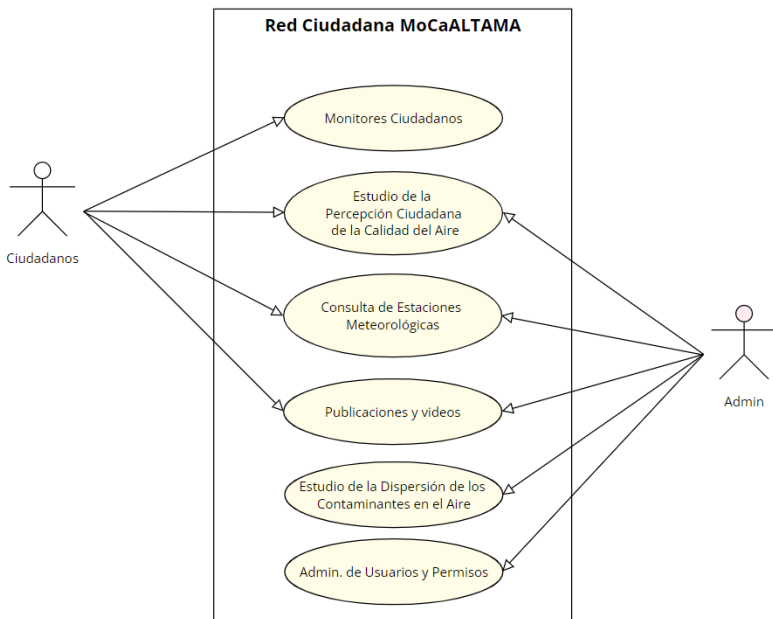 Red Ciudadana MoCaALTAMA
Monitores Ciudadanos
Estudio de la
Percepción Ciudadana
de la Calidad del Aire
Ciudadanos
Consulta de Estaciones
Meteorológicas
Admin
Publicaciones y videos
Estudio de la Dispersión de los
Contaminantes en el Aire
Admin. de Usuarios y Permisos